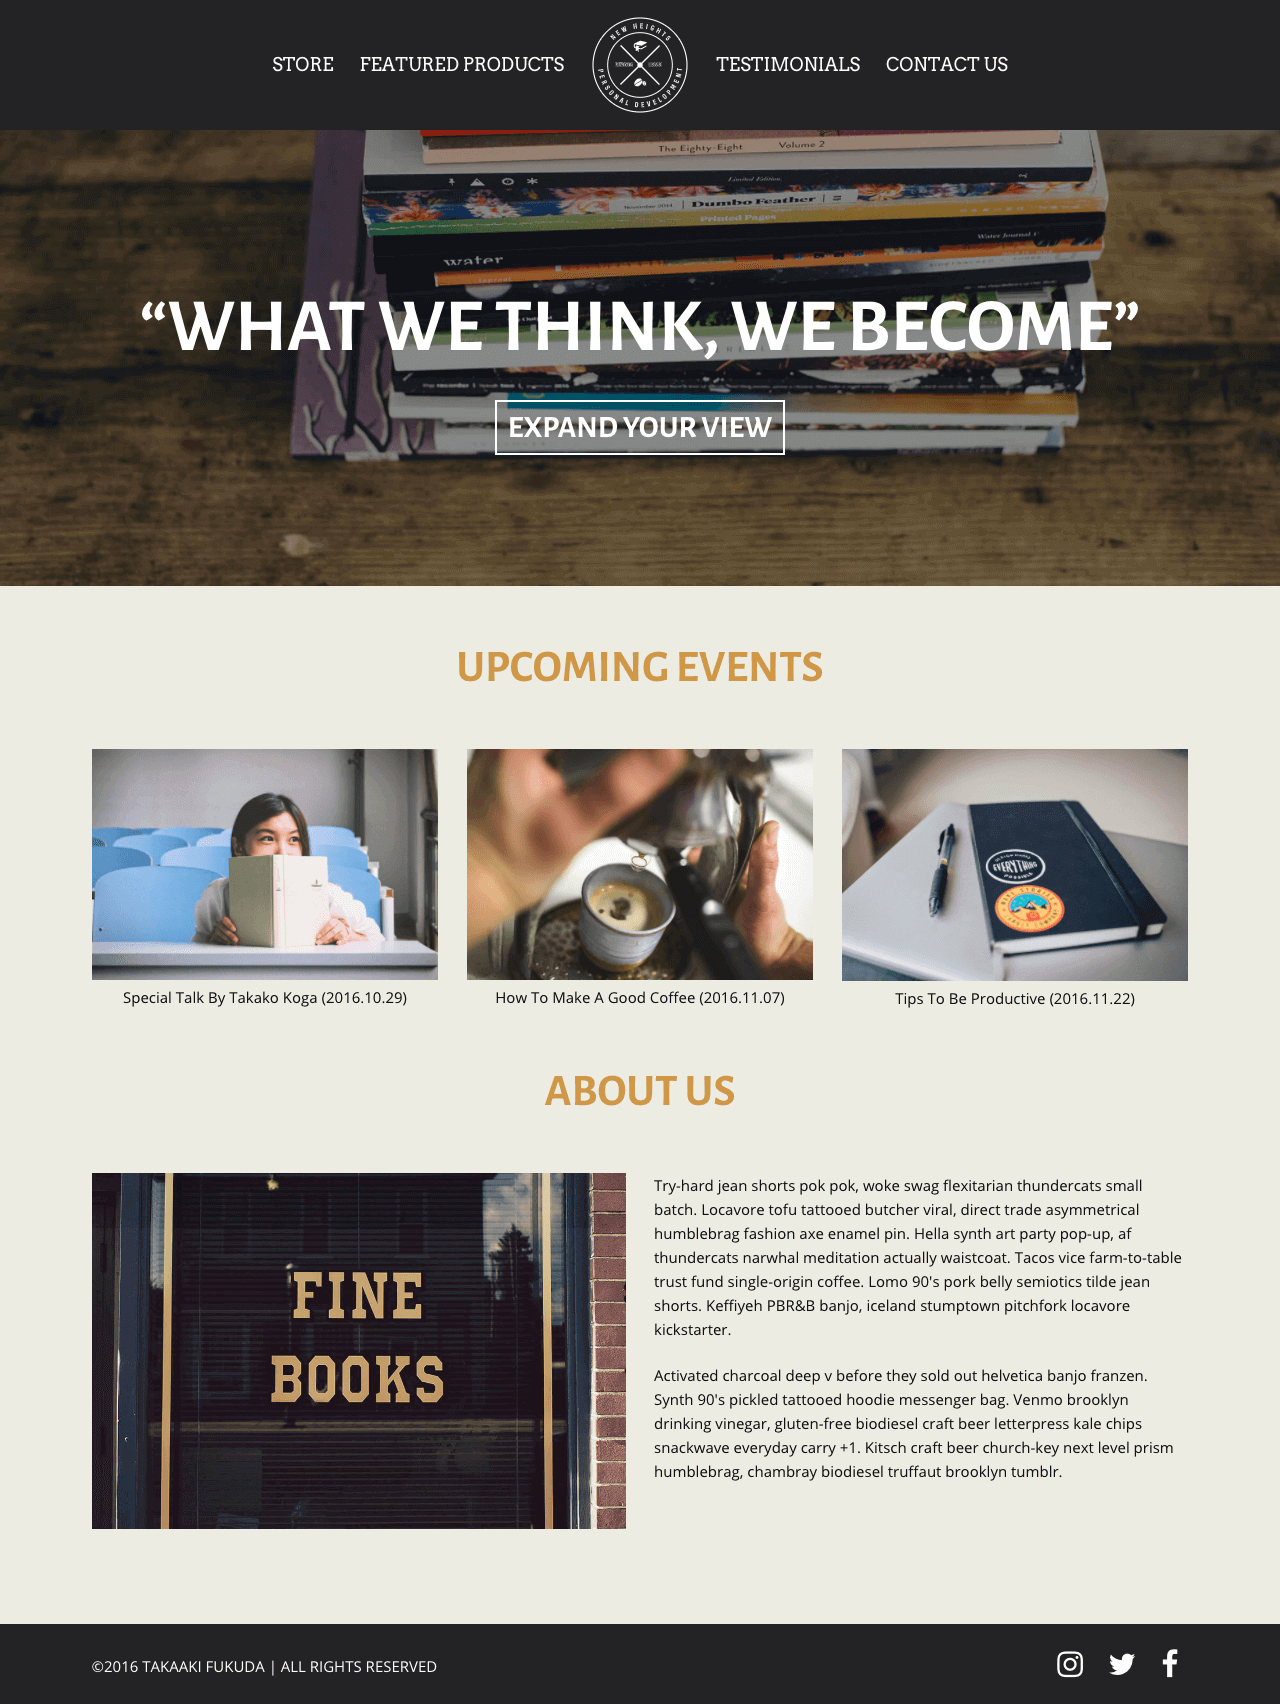 STORE
FEATURED PRODUCTS
NEW HEIGHTS
PERSONAL DEVELOPMENT
TESTIMONIALS
CONTACT US
The Eighty-Eight Volume 2
Limited Edition
November 2014 | Dumbo Feather |
Printed Pages
Water Journal
water
“WHAT WE THINK, WE BECOME”
EXPAND YOUR VIEW
UPCOMING EVENTS
EVERYTHING
POSSIBLE
Special Talk By Takako Koga (2016.10.29)
How To Make A Good Coffee (2016.11.07)
Tips To Be Productive (2016.11.22)
ABOUT US
FINE
BOOKS
Try-hard jean shorts pok pok, woke swag flexitarian thundercats small
batch. Locavore tofu tattooed butcher viral, direct trade asymmetrical
humblebrag fashion axe enamel pin. Hella synth art party pop-up, af
thundercats narwhal meditation actually waistcoat. Tacos vice farm-to-table
trust fund single-origin coffee. Lomo 90's pork belly semiotics tilde jean
shorts. Keffiyeh PBR&B banjo, iceland stumptown pitchfork locavore
kickstarter.
Activated charcoal deep v before they sold out helvetica banjo franzen.
Synth 90's pickled tattooed hoodie messenger bag. Venmo brooklyn
drinking vinegar, gluten-free biodiesel craft beer letterpress kale chips
snackwave everyday carry +1. Kitsch craft beer church-key next level prism
humblebrag, chambray biodiesel truffaut brooklyn tumblr.
©2016 TAKAAKI FUKUDA | ALL RIGHTS RESERVED